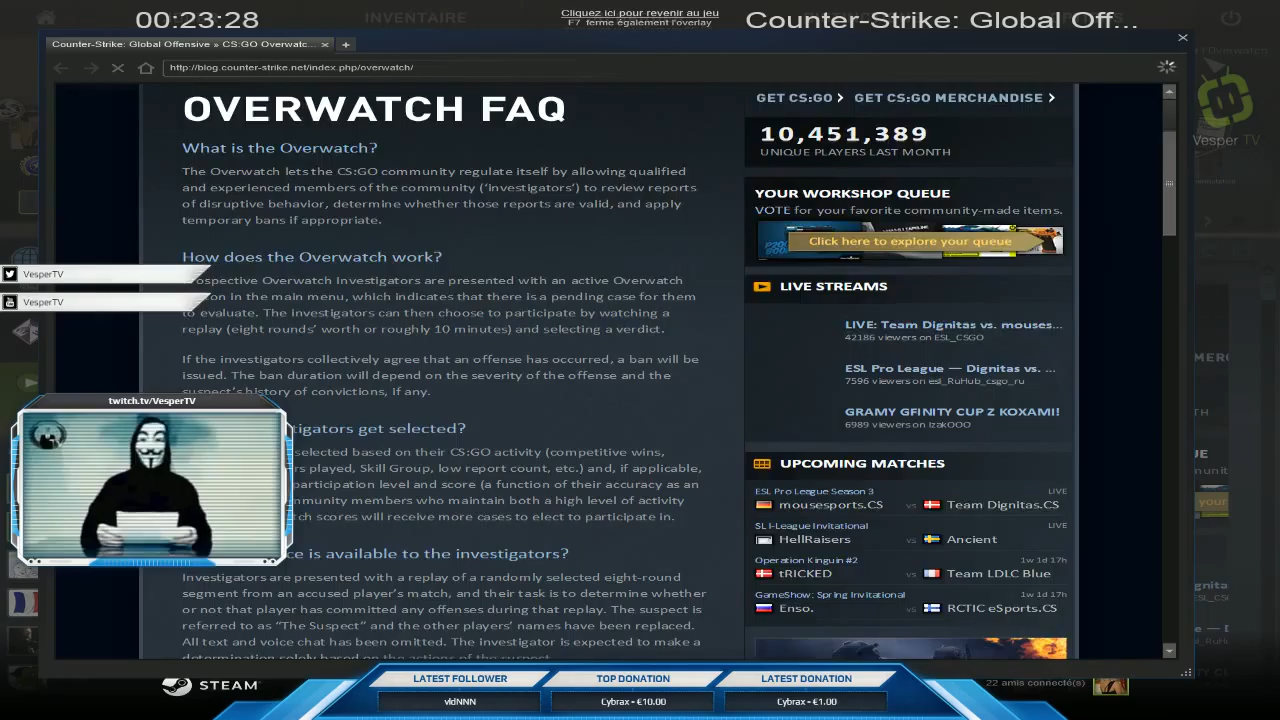 00:23:28
Cliquez ici pour revenir au jeu
F7 ferme également l'overlay
Counter-Strike: Global Off...
INVENTAIRE
Counter-Strike: Global Offensive » CS:GO Overwatc...
http://blog.counter-strike.net/index.php/overwatch/
OVERWATCH FAQ
What is the Overwatch?
The Overwatch lets the CS:GO community regulate itself by allowing qualified
and experienced members of the community ('investigators') to review reports
of disruptive behavior, determine whether those reports are valid, and apply
temporary bans if appropriate.
How does the Overwatch work?
rospective Overwatch Investigators are presented with an active Overwatch
on in the main menu, which indicates that there is a pending case for them
to evaluate. The investigators can then choose to participate by watching a
replay (eight rounds' worth or roughly 10 minutes) and selecting a verdict.
If the investigators collectively agree that an offense has occurred, a ban will be
issued. The ban duration will depend on the severity of the offense and the
suspect's history of convictions, if any.
tigators get selected?
selected based on their CS:GO activity (competitive wins,
rs played, Skill Group, low report count, etc.) and, if applicable,
participation level and score (a function of their accuracy as an
mmunity members who maintain both a high level of activity
ch scores will receive more cases to elect to participate in.
ce is available to the investigators?
Investigators are presented with a replay of a randomly selected eight-round
segment from an accused player's match, and their task is to determine whether
or not that player has committed any offenses during that replay. The suspect is
referred to as "The Suspect" and the other players' names have been replaced.
All text and voice chat has been omitted. The investigator is expected to make a
determination solely based on the actions of the suspect.
GET CS:GO
GET CS:GO MERCHANDISE
10,451,389
UNIQUE PLAYERS LAST MONTH
YOUR WORKSHOP QUEUE
VOTE for your favorite community-made items.
Click here to explore your queue
LIVE STREAMS
LIVE: Team Dignitas vs. mouses...
42186 viewers on ESL_CSGO
ESL Pro League — Dignitas vs. ...
7596 viewers on esl_RuHub_csgo_ru
GRAMY GFINITY CUP Z KOXAMI!
6989 viewers on IzakOOO
UPCOMING MATCHES
ESL Pro League Season 3 LIVE
mousesports.CS vs Team Dignitas.CS
SL I-League Invitational LIVE
HellRaisers vs Ancient
Operation Kinguin #2 1w 1d 17h
tRICKED vs Team LDLC Blue
GameShow: Spring Invitational 1w 1d 17h
Enso. vs RCTIC eSports.CS
Vesper TV
VesperTV
VesperTV
twitch.tv/VesperTV
STEAM
22 amis connecté(s)
LATEST FOLLOWER
vldNNN
TOP DONATION
Cybrax - €10.00
LATEST DONATION
Cybrax - €1.00